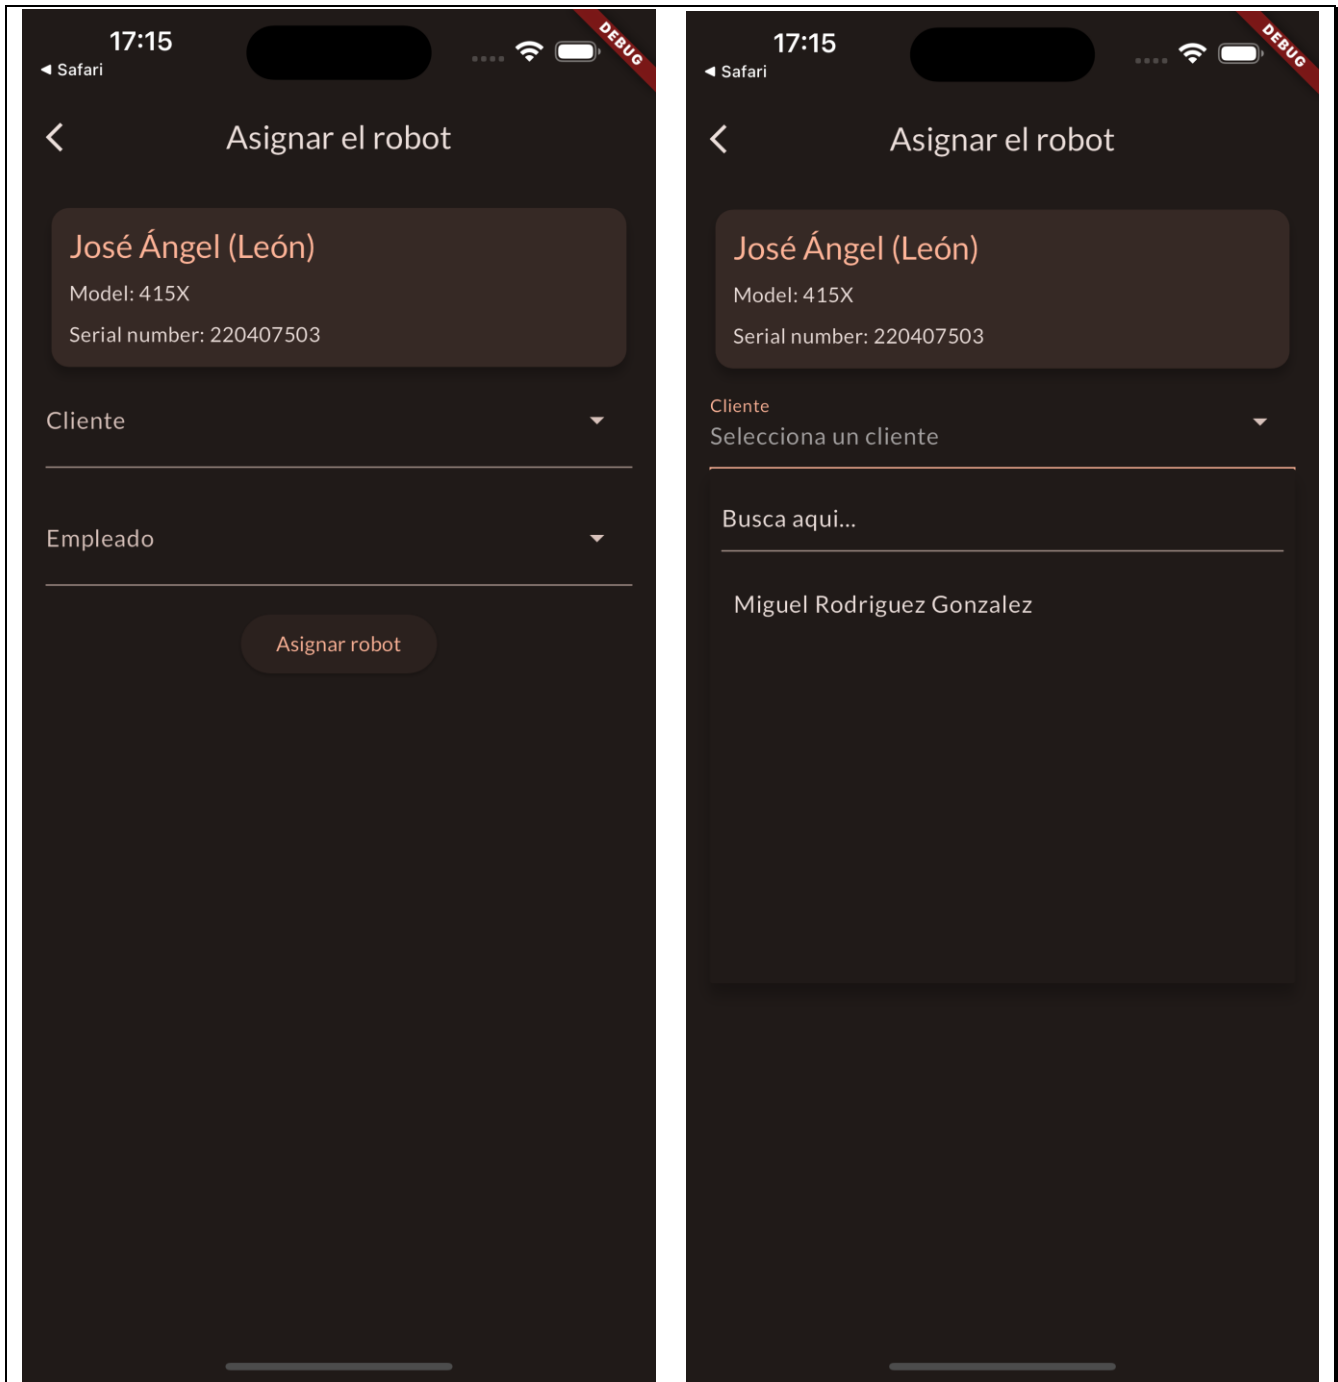 17:15
◀ Safari
DEBUG
Asignar el robot
José Ángel (León)
Model: 415X
Serial number: 220407503
Cliente
Empleado
Asignar robot
17:15
◀ Safari
DEBUG
Asignar el robot
José Ángel (León)
Model: 415X
Serial number: 220407503
Cliente
Selecciona un cliente
Busca aqui...
Miguel Rodriguez Gonzalez